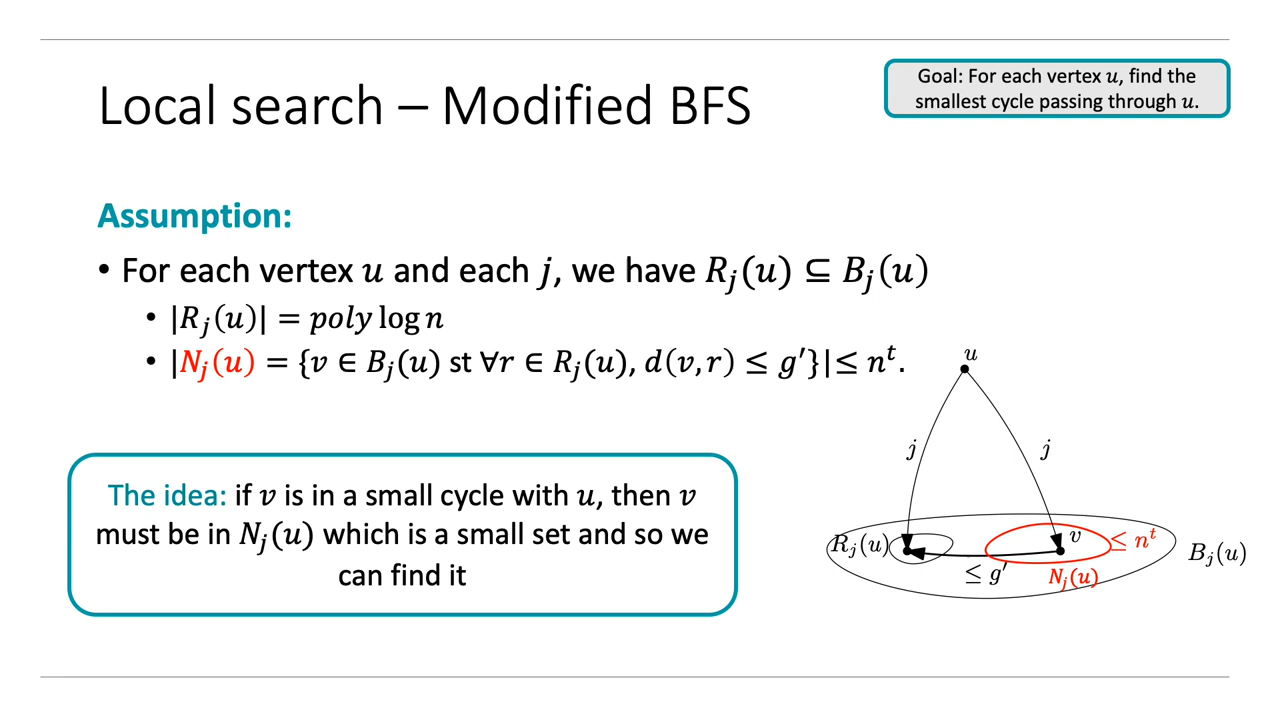 Local search – Modified BFS
Goal: For each vertex u, find the
smallest cycle passing through u.
Assumption:
• For each vertex u and each j, we have R_j(u) ⊆ B_j(u)
• |R_j(u)| = poly log n
• |N_j(u) = {v ∈ B_j(u) st ∀r ∈ R_j(u), d(v, r) ≤ g′}| ≤ n^t.
The idea: if v is in a small cycle with u, then v
must be in N_j(u) which is a small set and so we
can find it
u
j
j
R_j(u)
v
≤ n^t
B_j(u)
≤ g′
N_j(u)